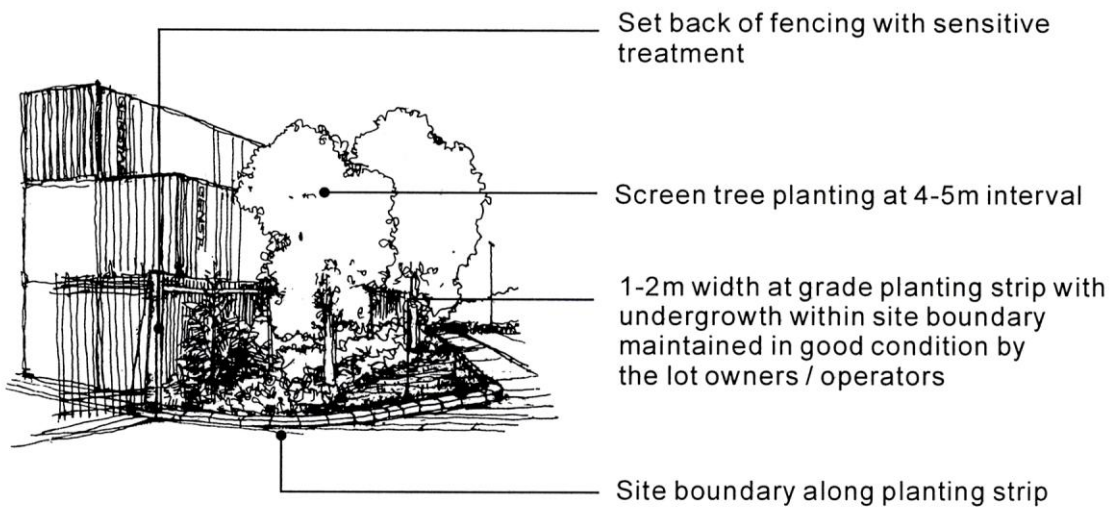 Set back of fencing with sensitive
treatment
Screen tree planting at 4-5m interval
1-2m width at grade planting strip with
undergrowth within site boundary
maintained in good condition by
the lot owners / operators
Site boundary along planting strip